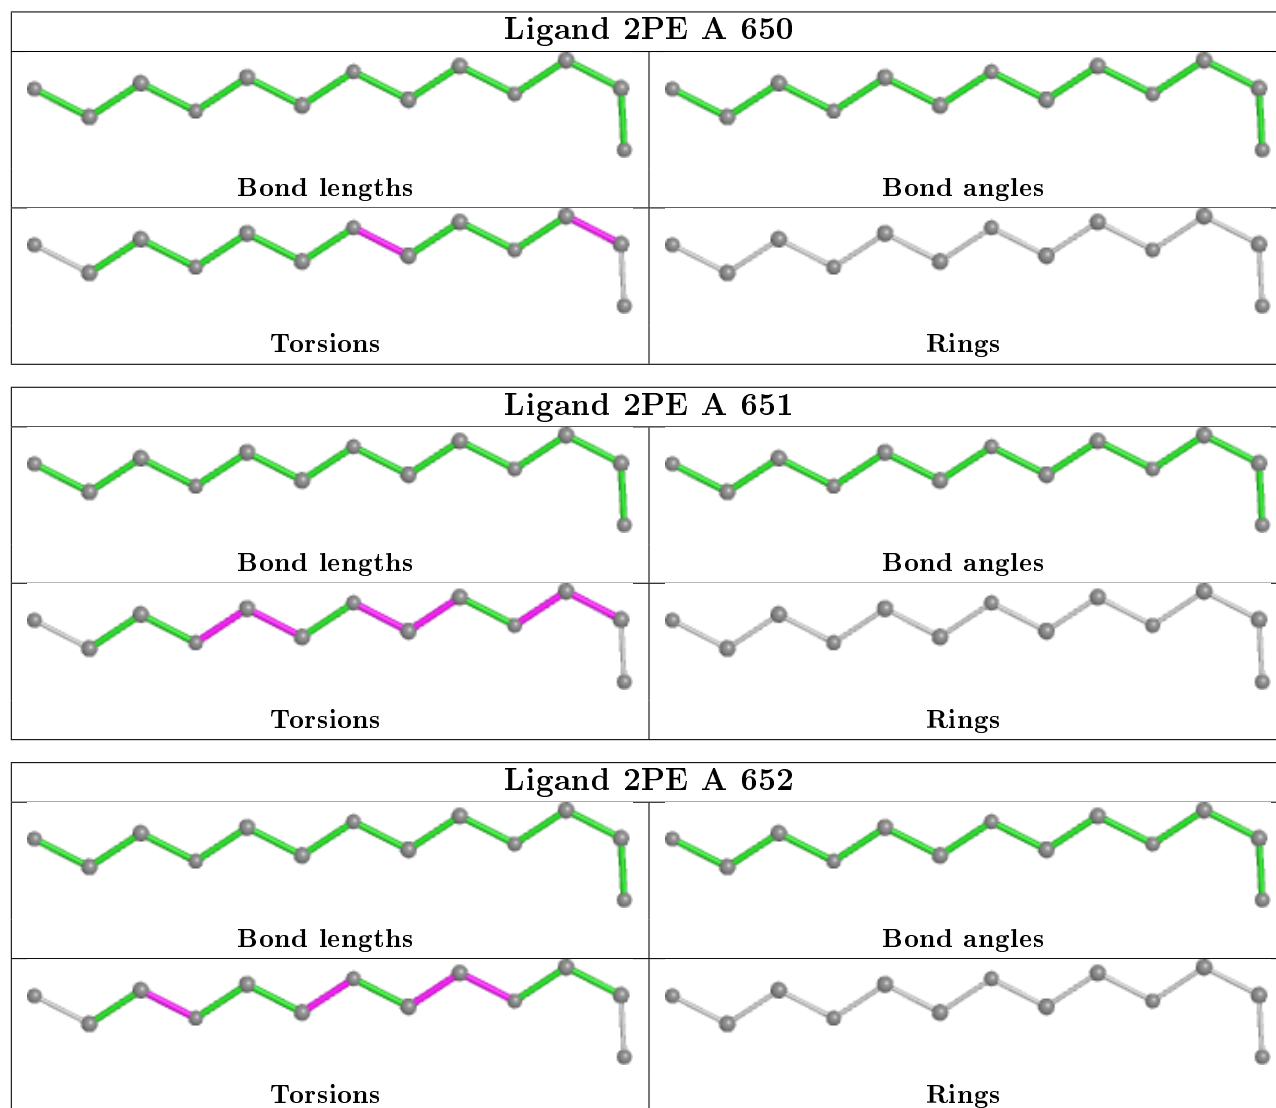 Ligand 2PE A 650
Bond lengths
Bond angles
Torsions
Rings
Ligand 2PE A 651
Bond lengths
Bond angles
Torsions
Rings
Ligand 2PE A 652
Bond lengths
Bond angles
Torsions
Rings